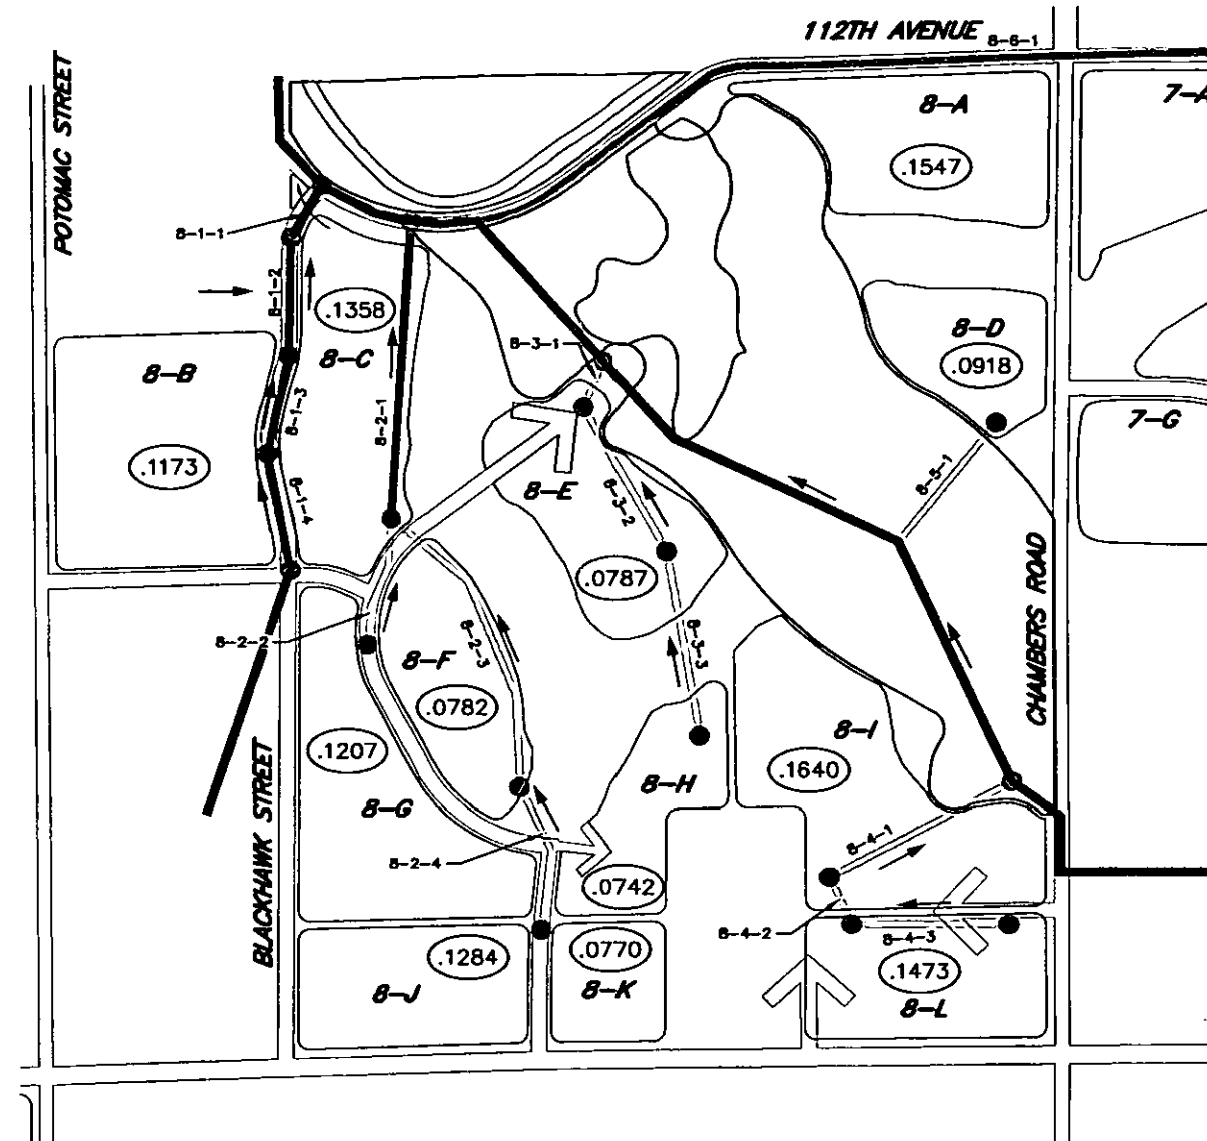 112TH AVENUE
8-6-1
POTOMAC STREET
8-A
7-A
.1547
8-1-1
8-1-2
.1358
8-D
8-3-1
8-C
8-B
.0918
8-1-3
8-2-1
7-G
.1173
8-5-1
8-1-4
8-E
8-3-2
.0787
CHAMBERS ROAD
8-2-2
8-F
8-2-3
8-3-3
.0782
.1207
8-I
.1640
8-H
BLACKHAWK STREET
8-G
8-4-1
8-2-4
.0742
8-4-2
8-4-3
.1284
.0770
.1473
8-J
8-K
8-L